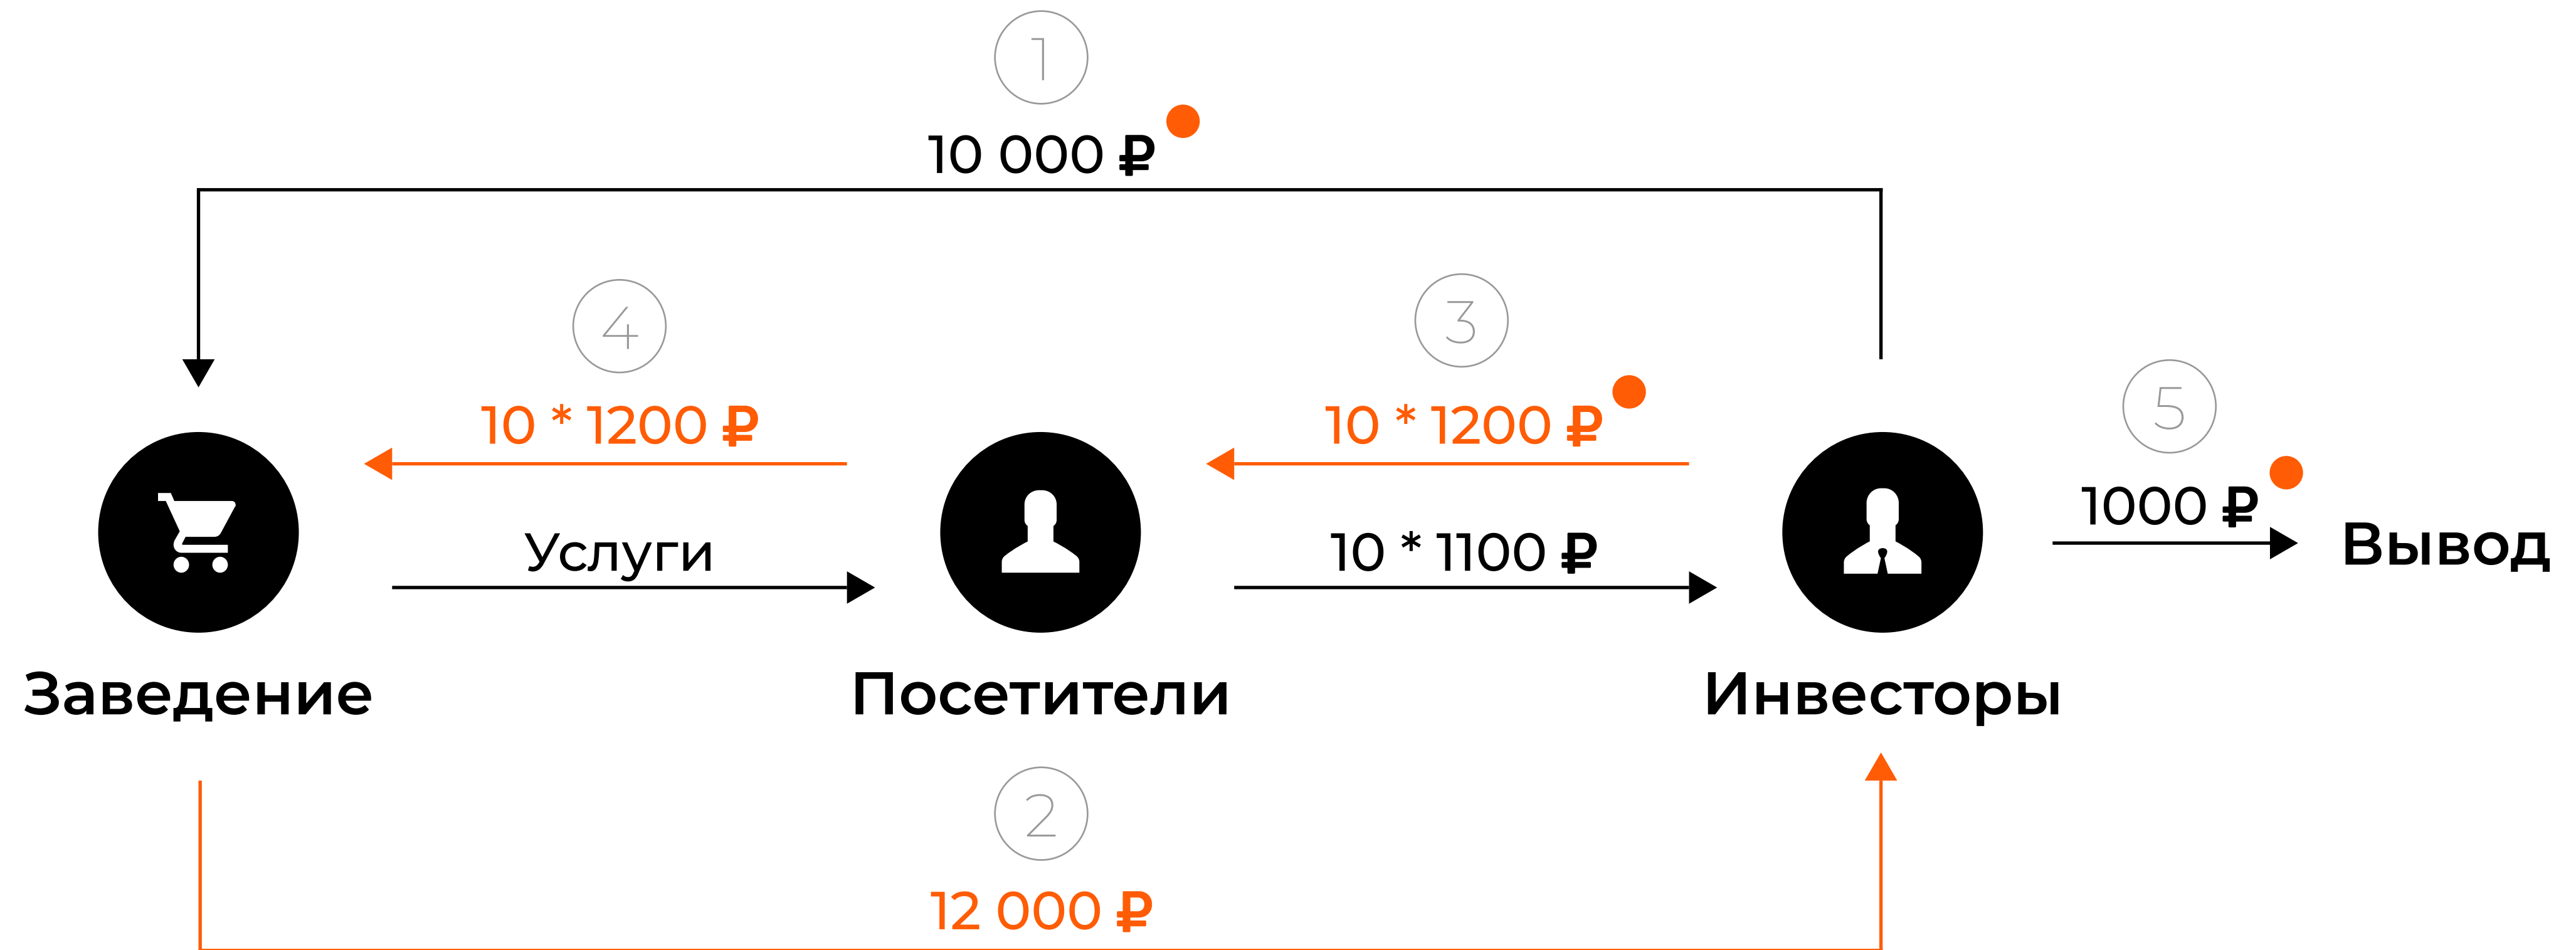 1
10 000 ₽
4
10 * 1200 ₽
3
10 * 1200 ₽
5
1000 ₽
Услуги
10 * 1100 ₽
Вывод
Заведение
Посетители
Инвесторы
2
12 000 ₽